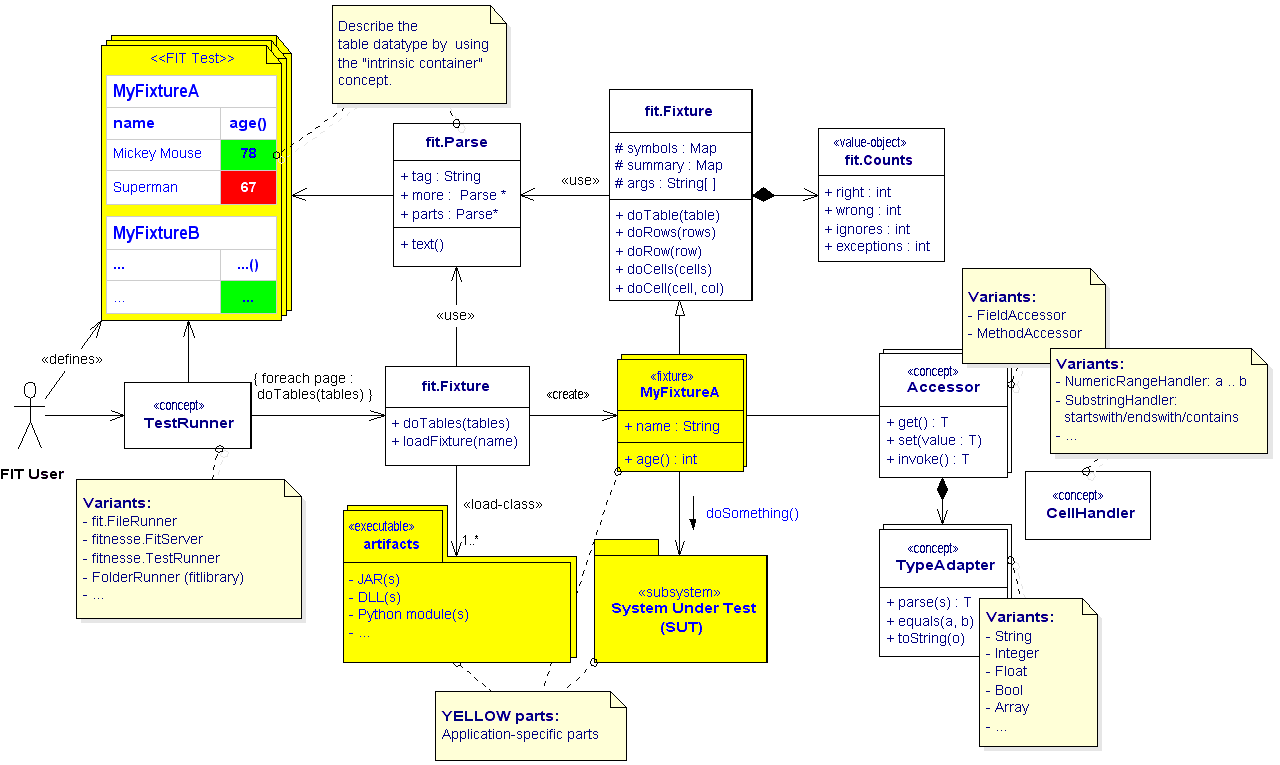 Describe the
table datatype by using
the "intrinsic container"
concept.
<<FIT Test>>
MyFixtureA
name age()
Mickey Mouse 78
Superman 67
MyFixtureB
... ...()
... ...
fit.Parse
+ tag : String
+ more : Parse *
+ parts : Parse*
+ text()
«use»
fit.Fixture
# symbols : Map
# summary : Map
# args : String[ ]
+ doTable(table)
+ doRows(rows)
+ doRow(row)
+ doCells(cells)
+ doCell(cell, col)
«value-object»
fit.Counts
+ right : int
+ wrong : int
+ ignores : int
+ exceptions : int
Variants:
- FieldAccessor
- MethodAccessor
«defines»
«use»
FIT User
«concept»
TestRunner
{ foreach page :
doTables(tables) }
fit.Fixture
+ doTables(tables)
+ loadFixture(name)
«create»
«fixture»
MyFixtureA
+ name : String
+ age() : int
«concept»
Accessor
+ get() : T
+ set(value : T)
+ invoke() : T
Variants:
- NumericRangeHandler: a .. b
- SubstringHandler:
startswith/endswith/contains
- ...
«concept»
CellHandler
Variants:
- fit.FileRunner
- fitnesse.FitServer
- fitnesse.TestRunner
- FolderRunner (fitlibrary)
- ...
«load-class»
1..*
«executable»
artifacts
- JAR(s)
- DLL(s)
- Python module(s)
- ...
doSomething()
«subsystem»
System Under Test
(SUT)
«concept»
TypeAdapter
+ parse(s) : T
+ equals(a, b)
+ toString(o)
Variants:
- String
- Integer
- Float
- Bool
- Array
- ...
YELLOW parts:
Application-specific parts